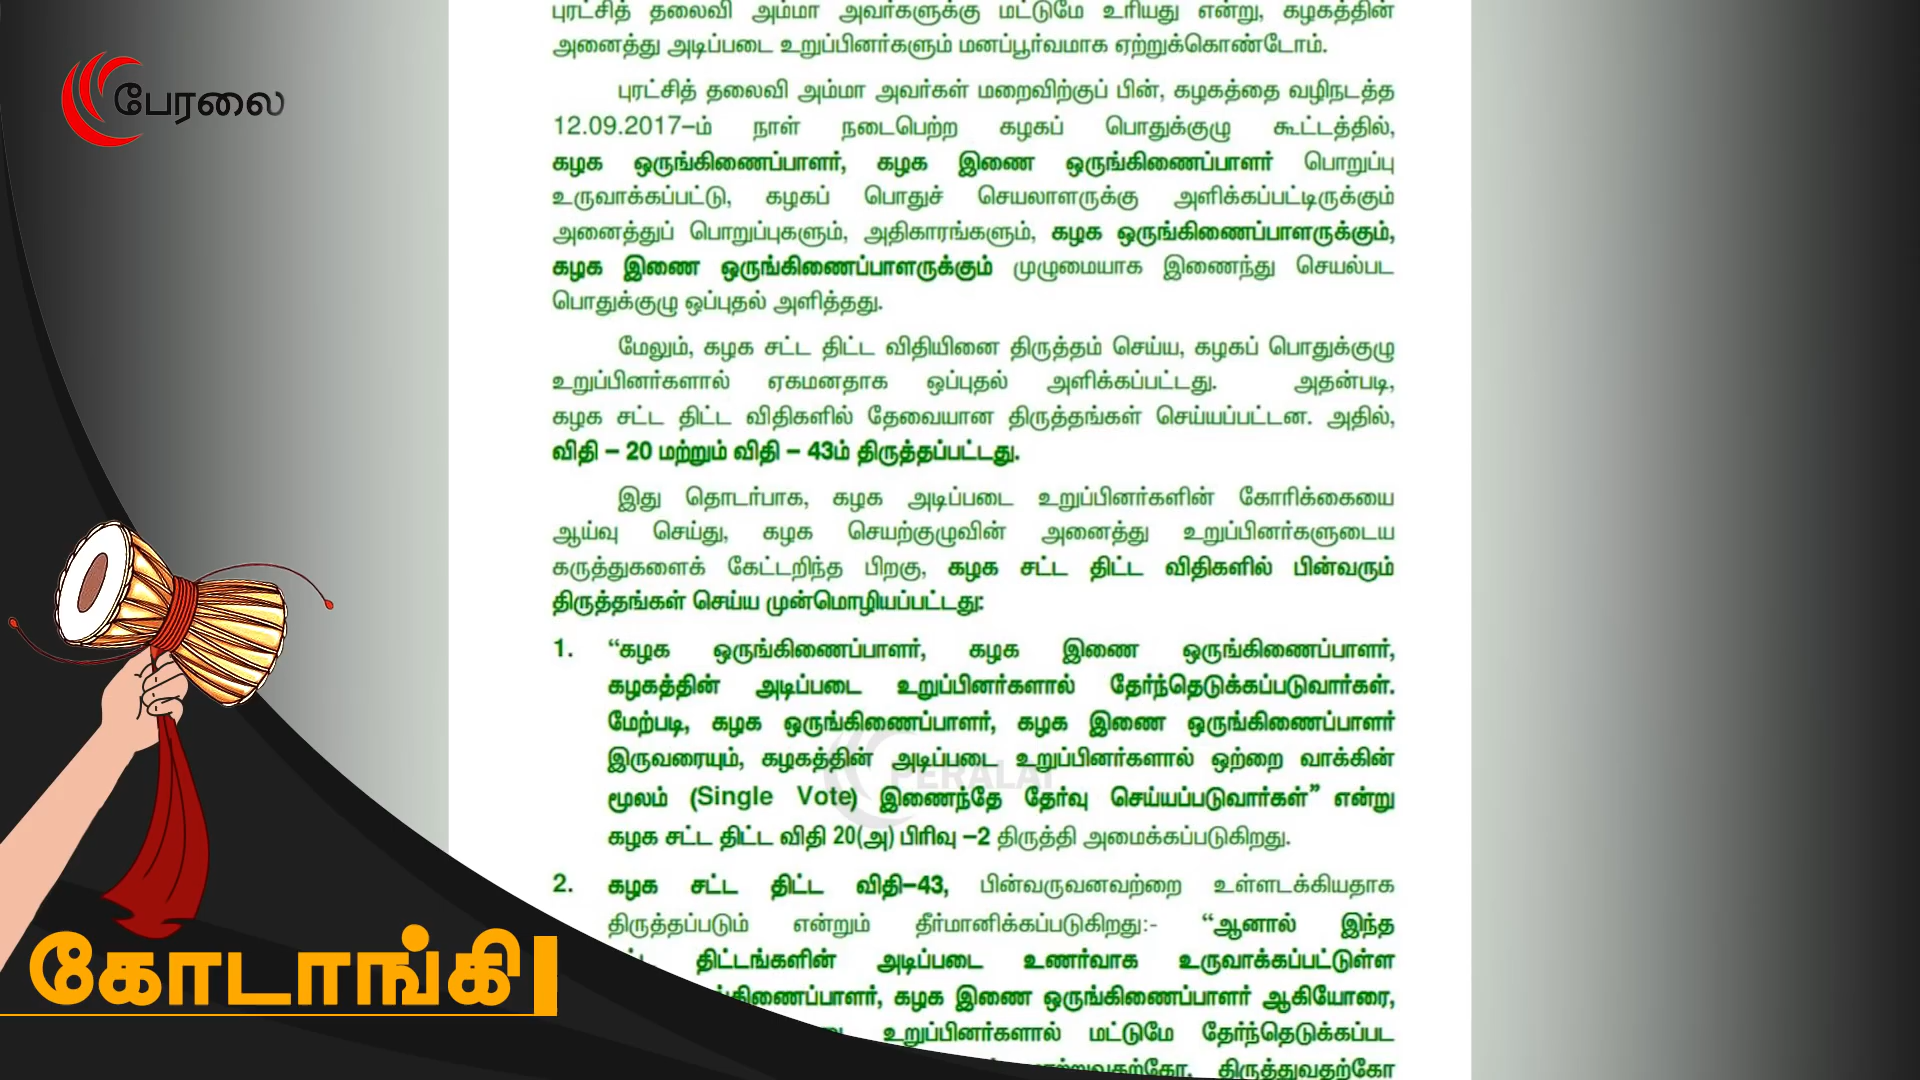 பேரலை
புரட்சித் தலைவி அம்மா அவர்களுக்கு மட்டுமே உரியது என்று, கழகத்தின்
அனைத்து அடிப்படை உறுப்பினர்களும் மனப்பூர்வமாக ஏற்றுக்கொண்டோம்.
புரட்சித் தலைவி அம்மா அவர்கள் மறைவிற்குப் பின், கழகத்தை வழிநடத்த
12.09.2017–ம் நாள் நடைபெற்ற கழகப் பொதுக்குழு கூட்டத்தில்,
கழக ஒருங்கிணைப்பாளர், கழக இணை ஒருங்கிணைப்பாளர் பொறுப்பு
உருவாக்கப்பட்டு, கழகப் பொதுச் செயலாளருக்கு அளிக்கப்பட்டிருக்கும்
அனைத்துப் பொறுப்புகளும், அதிகாரங்களும், கழக ஒருங்கிணைப்பாளருக்கும்,
கழக இணை ஒருங்கிணைப்பாளருக்கும் முழுமையாக இணைந்து செயல்பட
பொதுக்குழு ஒப்புதல் அளித்தது.
மேலும், கழக சட்ட திட்ட விதியினை திருத்தம் செய்ய, கழகப் பொதுக்குழு
உறுப்பினர்களால் ஏகமனதாக ஒப்புதல் அளிக்கப்பட்டது. அதன்படி,
கழக சட்ட திட்ட விதிகளில் தேவையான திருத்தங்கள் செய்யப்பட்டன. அதில்,
விதி – 20 மற்றும் விதி – 43ம் திருத்தப்பட்டது.
இது தொடர்பாக, கழக அடிப்படை உறுப்பினர்களின் கோரிக்கையை
ஆய்வு செய்து, கழக செயற்குழுவின் அனைத்து உறுப்பினர்களுடைய
கருத்துகளைக் கேட்டறிந்த பிறகு, கழக சட்ட திட்ட விதிகளில் பின்வரும்
திருத்தங்கள் செய்ய முன்மொழியப்பட்டது:
1. “கழக ஒருங்கிணைப்பாளர், கழக இணை ஒருங்கிணைப்பாளர்,
கழகத்தின் அடிப்படை உறுப்பினர்களால் தேர்ந்தெடுக்கப்படுவார்கள்.
மேற்படி, கழக ஒருங்கிணைப்பாளர், கழக இணை ஒருங்கிணைப்பாளர்
இருவரையும், கழகத்தின் அடிப்படை உறுப்பினர்களால் ஒற்றை வாக்கின்
PERALAI
மூலம் (Single Vote) இணைந்தே தேர்வு செய்யப்படுவார்கள்” என்று
கழக சட்ட திட்ட விதி 20(அ) பிரிவு –2 திருத்தி அமைக்கப்படுகிறது.
2. கழக சட்ட திட்ட விதி–43, பின்வருவனவற்றை உள்ளடக்கியதாக
திருத்தப்படும் என்றும் தீர்மானிக்கப்படுகிறது:- “ஆனால் இந்த
திட்டங்களின் அடிப்படை உணர்வாக உருவாக்கப்பட்டுள்ள
கழக இணை ஒருங்கிணைப்பாளர் ஆகியோரை,
உறுப்பினர்களால் மட்டுமே தேர்ந்தெடுக்கப்பட
திருத்துவதற்கோ
கோடாங்கி